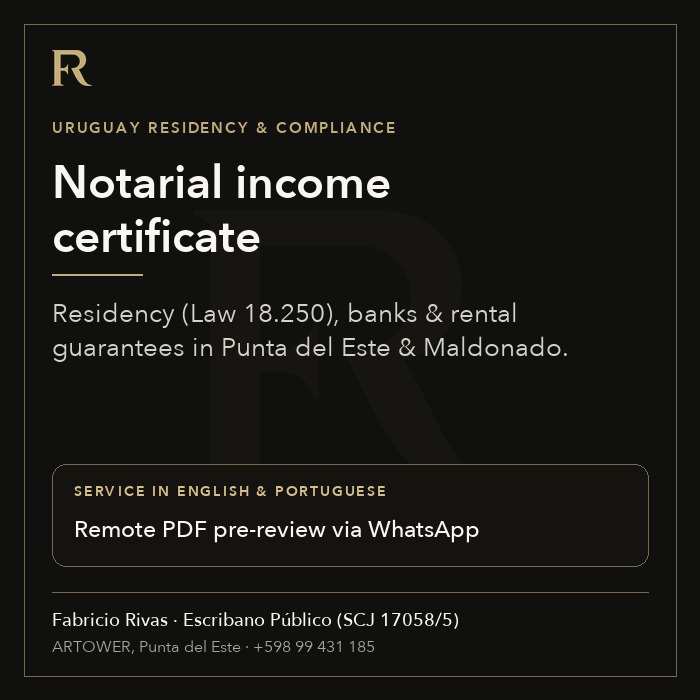 FR
URUGUAY RESIDENCY & COMPLIANCE
Notarial income
certificate
Residency (Law 18.250), banks & rental
guarantees in Punta del Este & Maldonado.
SERVICE IN ENGLISH & PORTUGUESE
Remote PDF pre-review via WhatsApp
Fabricio Rivas · Escribano Público (SCJ 17058/5)
ARTOWER, Punta del Este · +598 99 431 185